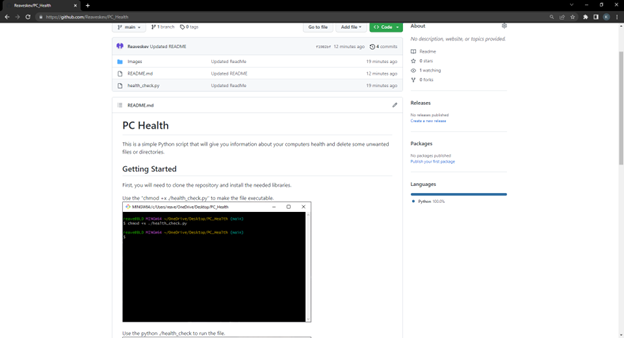 Reaveskev/PC_Health
https://github.com/Reaveskev/PC_Health
main
1 branch
0 tags
Go to file
Add file
Code
About
No description, website, or topics provided.
Reaveskev Updated README
12 minutes ago
4 commits
Readme
Images
Updated ReadMe
19 minutes ago
0 stars
README.md
Updated README
12 minutes ago
1 watching
health_check.py
Updated ReadMe
19 minutes ago
0 forks
README.md
Releases
No releases published
Create a new release
PC Health
This is a simple Python script that will give you information about your computers health and delete some unwanted
files or directories.
Packages
No packages published
Publish your first package
Getting Started
First, you will need to clone the repository and install the needed libraries.
Languages
Python 100.0%
Use the "chmod +x ./health_check.py" to make the file executable.
MINGW64:/c/Users/reave/OneDrive/Desktop/PC_Health
MINGW64 ~/OneDrive/Desktop/PC_Health (main)
$ chmod +x ./health_check.py
MINGW64 ~/OneDrive/Desktop/PC_Health (main)
$
Use the python ./health_check to run the file.